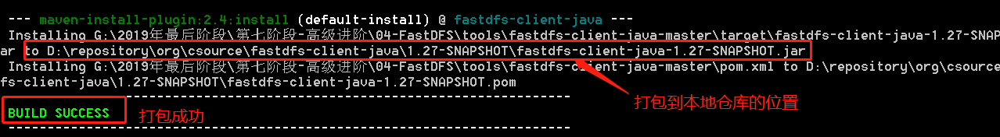 --- maven-install-plugin:2.4:install (default-install) @ fastdfs-client-java ---
Installing G:\2019年最后阶段\第七阶段-高级进阶\04-FastDFS\tools\fastdfs-client-java-master\target\fastdfs-client-java-1.27-SNAP
ar to D:\repository\org\csource\fastdfs-client-java\1.27-SNAPSHOT\fastdfs-client-java-1.27-SNAPSHOT.jar
Installing G:\2019年最后阶段\第七阶段-高级进阶\04-FastDFS\tools\fastdfs-client-java-master\pom.xml to D:\repository\org\csource
fs-client-java\1.27-SNAPSHOT\fastdfs-client-java-1.27-SNAPSHOT.pom
------------------------------------------------------------------------
打包到本地仓库的位置
BUILD SUCCESS
打包成功
------------------------------------------------------------------------